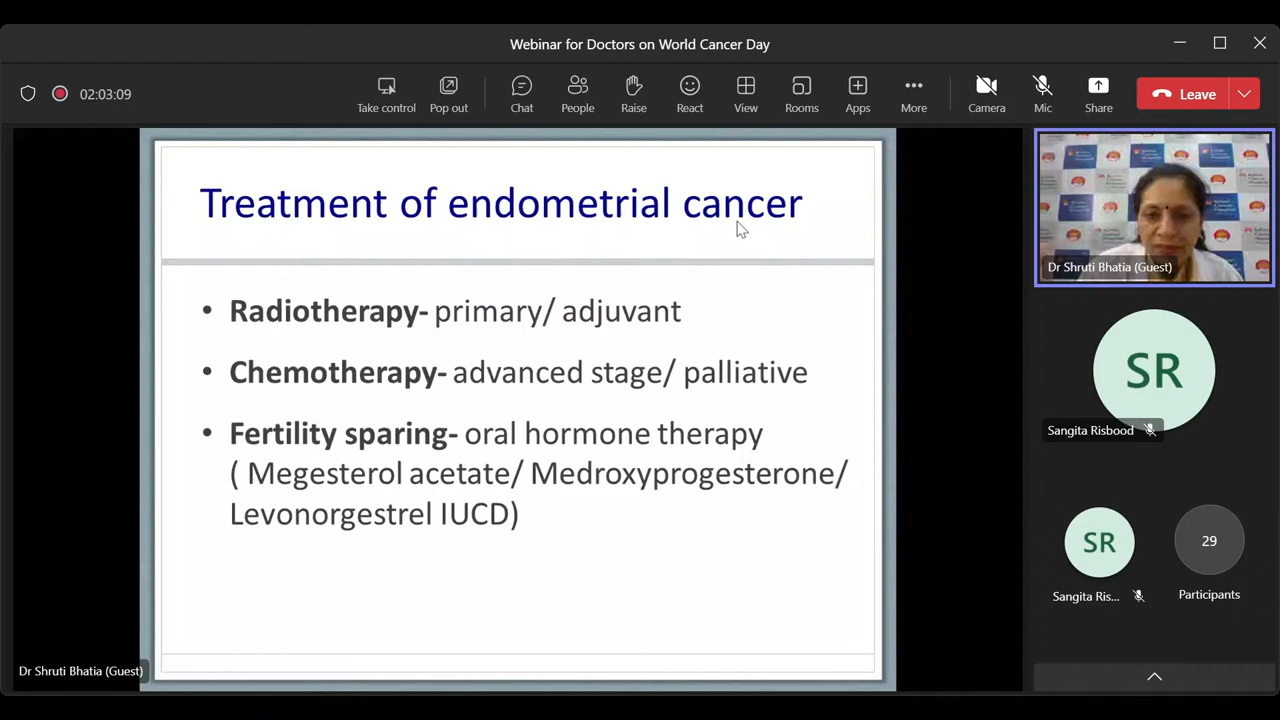 Webinar for Doctors on World Cancer Day
02:03:09
Take control
Pop out
Chat
People
Raise
React
View
Rooms
Apps
More
Camera
Mic
Share
Leave
Treatment of endometrial cancer
• Radiotherapy- primary/ adjuvant
• Chemotherapy- advanced stage/ palliative
• Fertility sparing- oral hormone therapy
( Megesterol acetate/ Medroxyprogesterone/
Levonorgestrel IUCD)
Dr Shruti Bhatia (Guest)
Dr Shruti Bhatia (Guest)
SR
Sangita Risbood
SR
Sangita Ris...
29
Participants